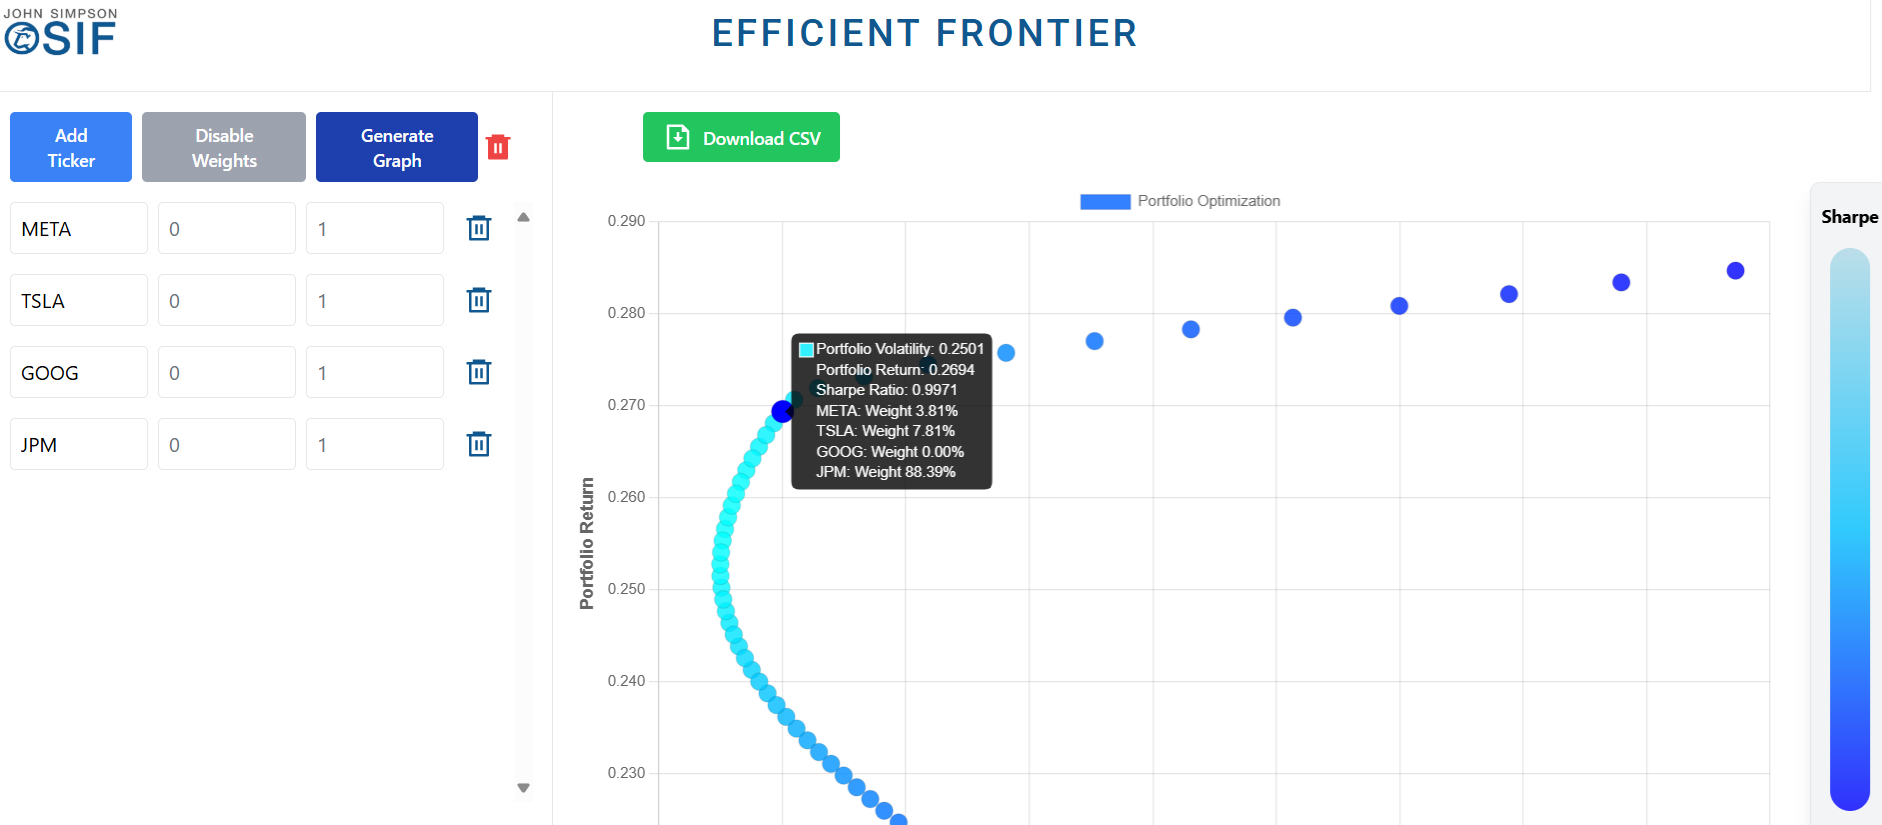 JOHN SIMPSON
OSIF
EFFICIENT FRONTIER
Add
Ticker
Disable
Weights
Generate
Graph
Download CSV
META
0
1
TSLA
0
1
GOOG
0
1
JPM
0
1
Portfolio Optimization
0.290
0.280
0.270
0.260
0.250
0.240
0.230
Portfolio Return
Portfolio Volatility: 0.2501
Portfolio Return: 0.2694
Sharpe Ratio: 0.9971
META: Weight 3.81%
TSLA: Weight 7.81%
GOOG: Weight 0.00%
JPM: Weight 88.39%
Sharpe